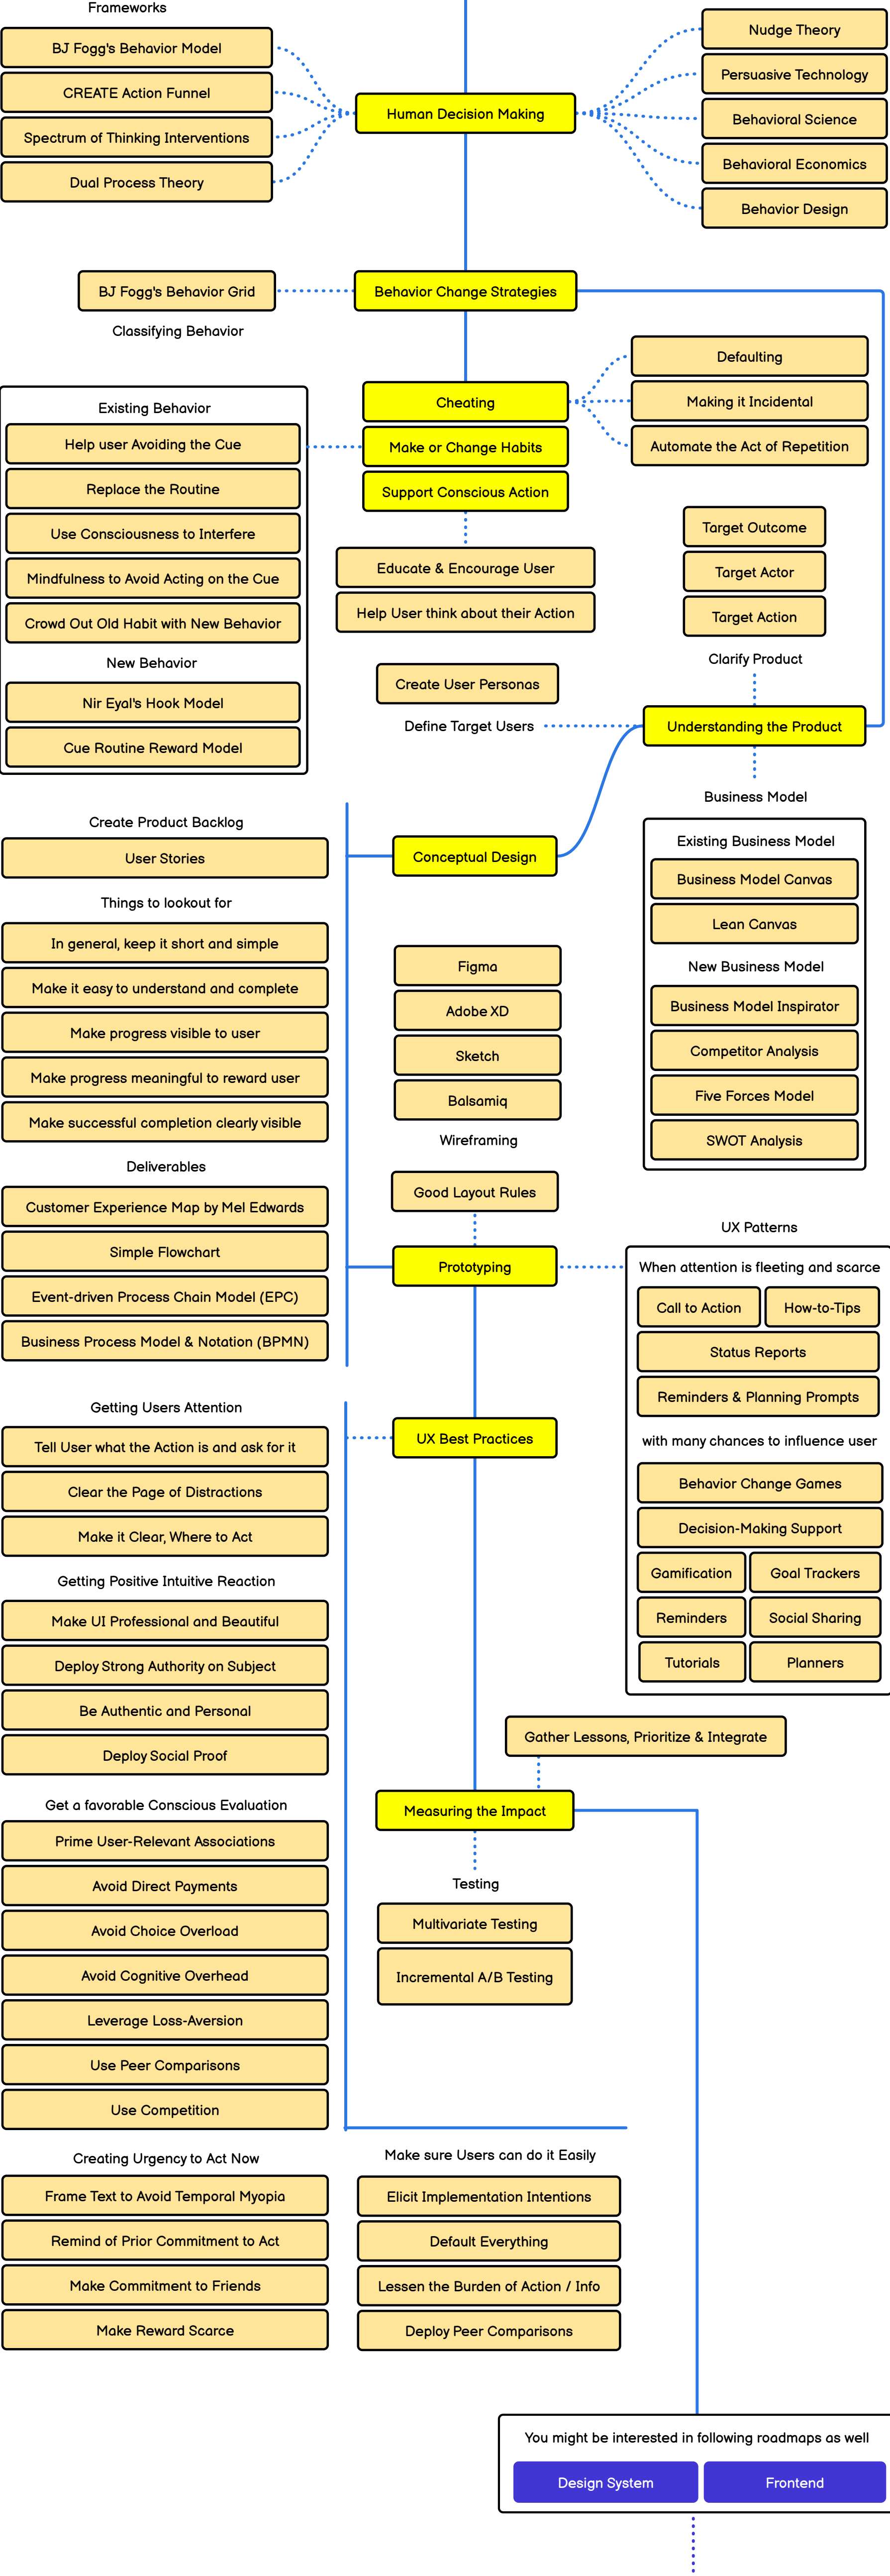 Frameworks
BJ Fogg's Behavior Model
CREATE Action Funnel
Spectrum of Thinking Interventions
Dual Process Theory
Human Decision Making
Nudge Theory
Persuasive Technology
Behavioral Science
Behavioral Economics
Behavior Design
BJ Fogg's Behavior Grid
Classifying Behavior
Behavior Change Strategies
Cheating
Make or Change Habits
Support Conscious Action
Defaulting
Making it Incidental
Automate the Act of Repetition
Existing Behavior
Help user Avoiding the Cue
Replace the Routine
Use Consciousness to Interfere
Mindfulness to Avoid Acting on the Cue
Crowd Out Old Habit with New Behavior
New Behavior
Nir Eyal's Hook Model
Cue Routine Reward Model
Educate & Encourage User
Help User think about their Action
Target Outcome
Target Actor
Target Action
Clarify Product
Create User Personas
Define Target Users
Understanding the Product
Business Model
Existing Business Model
Business Model Canvas
Lean Canvas
New Business Model
Business Model Inspirator
Competitor Analysis
Five Forces Model
SWOT Analysis
Conceptual Design
Create Product Backlog
User Stories
Things to lookout for
In general, keep it short and simple
Make it easy to understand and complete
Make progress visible to user
Make progress meaningful to reward user
Make successful completion clearly visible
Deliverables
Customer Experience Map by Mel Edwards
Simple Flowchart
Event-driven Process Chain Model (EPC)
Business Process Model & Notation (BPMN)
Figma
Adobe XD
Sketch
Balsamiq
Wireframing
Good Layout Rules
Prototyping
UX Patterns
When attention is fleeting and scarce
Call to Action
How-to-Tips
Status Reports
Reminders & Planning Prompts
with many chances to influence user
Behavior Change Games
Decision-Making Support
Gamification
Goal Trackers
Reminders
Social Sharing
Tutorials
Planners
UX Best Practices
Getting Users Attention
Tell User what the Action is and ask for it
Clear the Page of Distractions
Make it Clear, Where to Act
Getting Positive Intuitive Reaction
Make UI Professional and Beautiful
Deploy Strong Authority on Subject
Be Authentic and Personal
Deploy Social Proof
Get a favorable Conscious Evaluation
Prime User-Relevant Associations
Avoid Direct Payments
Avoid Choice Overload
Avoid Cognitive Overhead
Leverage Loss-Aversion
Use Peer Comparisons
Use Competition
Gather Lessons, Prioritize & Integrate
Measuring the Impact
Testing
Multivariate Testing
Incremental A/B Testing
Creating Urgency to Act Now
Frame Text to Avoid Temporal Myopia
Remind of Prior Commitment to Act
Make Commitment to Friends
Make Reward Scarce
Make sure Users can do it Easily
Elicit Implementation Intentions
Default Everything
Lessen the Burden of Action / Info
Deploy Peer Comparisons
You might be interested in following roadmaps as well
Design System
Frontend